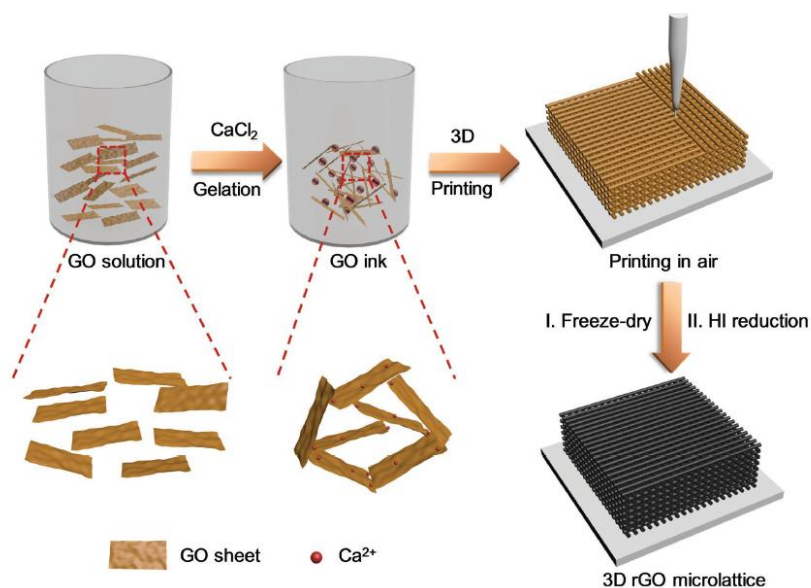 CaCl₂
Gelation
3D
Printing
GO solution
GO ink
Printing in air
I. Freeze-dry
II. HI reduction
GO sheet
Ca²⁺
3D rGO microlattice